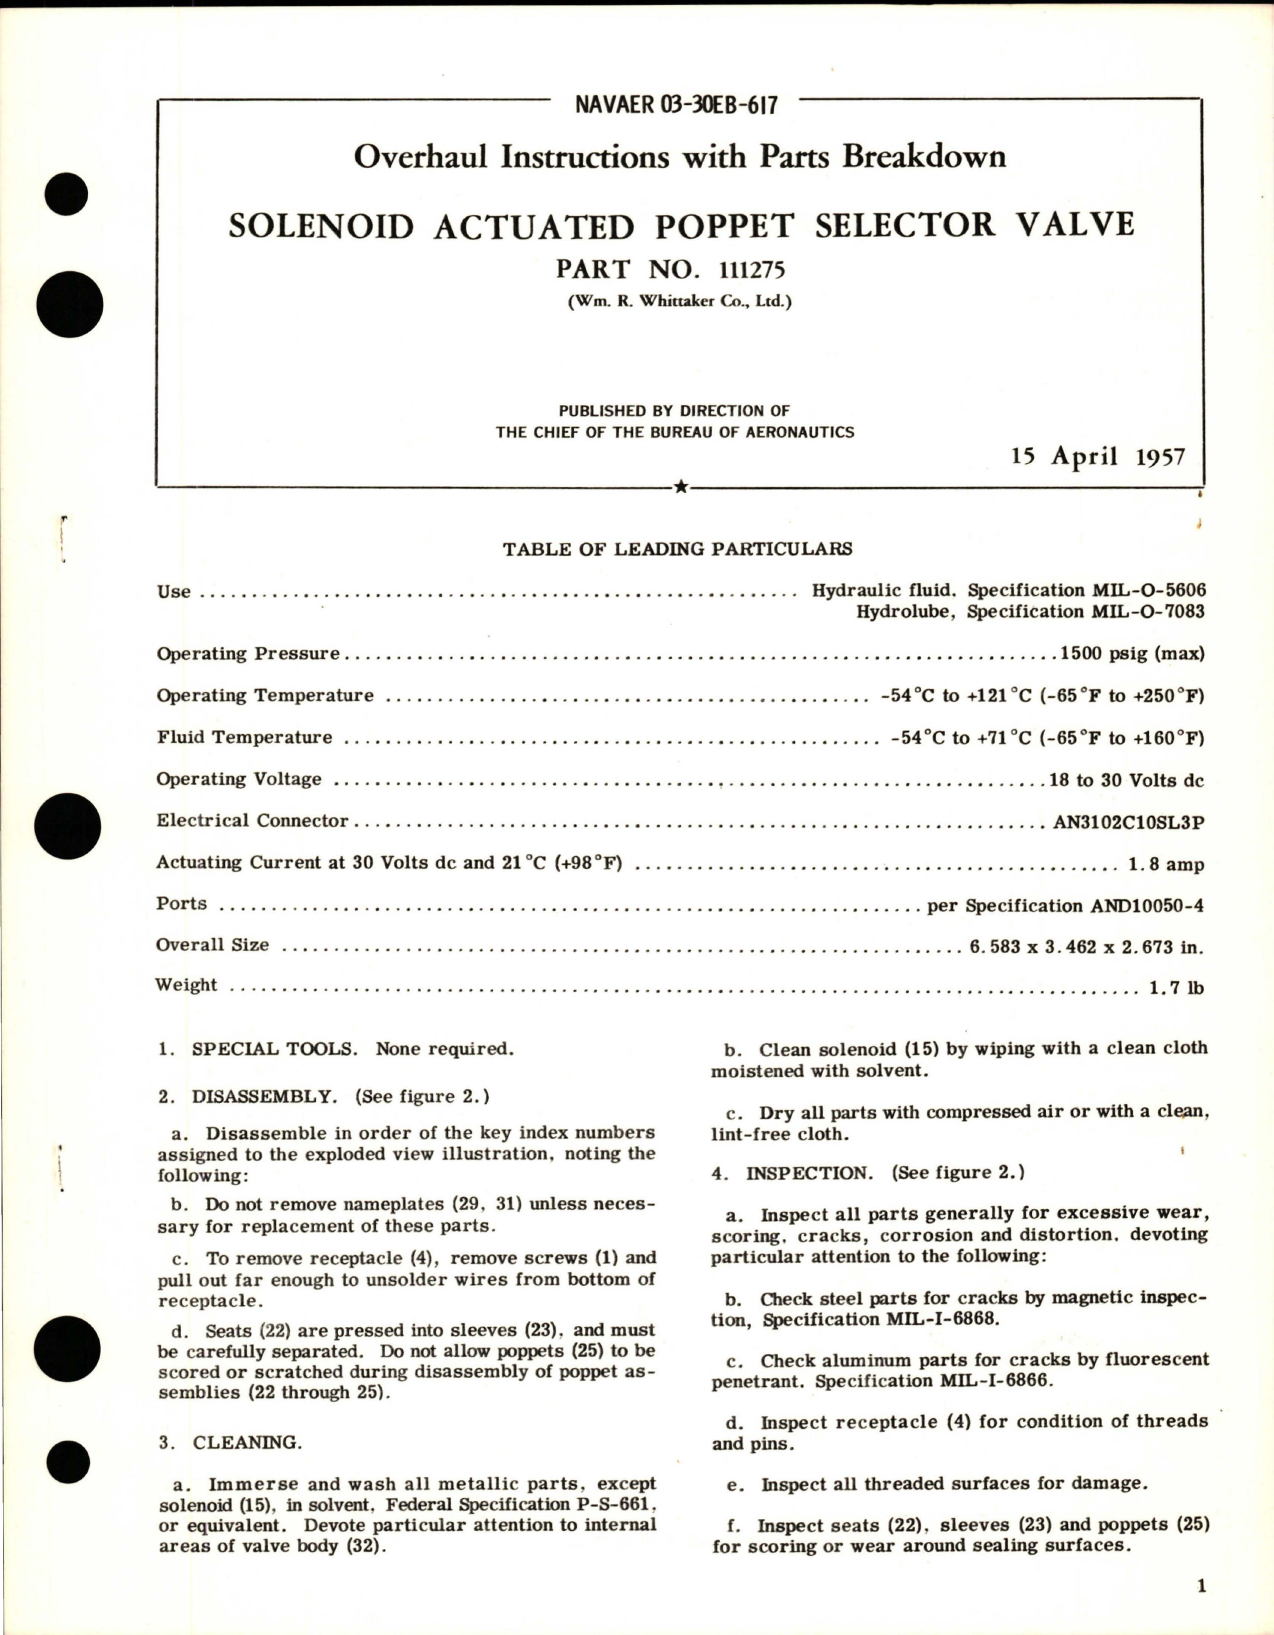 NAVAER 03-30EB-617
Overhaul Instructions with Parts Breakdown
SOLENOID ACTUATED POPPET SELECTOR VALVE
PART NO. 111275
(Wm. R. Whittaker Co., Ltd.)
PUBLISHED BY DIRECTION OF
THE CHIEF OF THE BUREAU OF AERONAUTICS
15 April 1957
TABLE OF LEADING PARTICULARS
Use ........ Hydraulic fluid. Specification MIL-O-5606
Hydrolube, Specification MIL-O-7083
Operating Pressure ........ 1500 psig (max)
Operating Temperature ........ -54°C to +121°C (-65°F to +250°F)
Fluid Temperature ........ -54°C to +71°C (-65°F to +160°F)
Operating Voltage ........ 18 to 30 Volts dc
Electrical Connector ........ AN3102C10SL3P
Actuating Current at 30 Volts dc and 21°C (+98°F) ........ 1.8 amp
Ports ........ per Specification AND10050-4
Overall Size ........ 6.583 x 3.462 x 2.673 in.
Weight ........ 1.7 lb
1. SPECIAL TOOLS. None required.
2. DISASSEMBLY. (See figure 2.)
a. Disassemble in order of the key index numbers
assigned to the exploded view illustration, noting the
following:
b. Do not remove nameplates (29, 31) unless neces-
sary for replacement of these parts.
c. To remove receptacle (4), remove screws (1) and
pull out far enough to unsolder wires from bottom of
receptacle.
d. Seats (22) are pressed into sleeves (23), and must
be carefully separated. Do not allow poppets (25) to be
scored or scratched during disassembly of poppet as-
semblies (22 through 25).
3. CLEANING.
a. Immerse and wash all metallic parts, except
solenoid (15), in solvent, Federal Specification P-S-661,
or equivalent. Devote particular attention to internal
areas of valve body (32).
b. Clean solenoid (15) by wiping with a clean cloth
moistened with solvent.
c. Dry all parts with compressed air or with a clean,
lint-free cloth.
4. INSPECTION. (See figure 2.)
a. Inspect all parts generally for excessive wear,
scoring, cracks, corrosion and distortion, devoting
particular attention to the following:
b. Check steel parts for cracks by magnetic inspec-
tion, Specification MIL-I-6868.
c. Check aluminum parts for cracks by fluorescent
penetrant. Specification MIL-I-6866.
d. Inspect receptacle (4) for condition of threads
and pins.
e. Inspect all threaded surfaces for damage.
f. Inspect seats (22), sleeves (23) and poppets (25)
for scoring or wear around sealing surfaces.
1